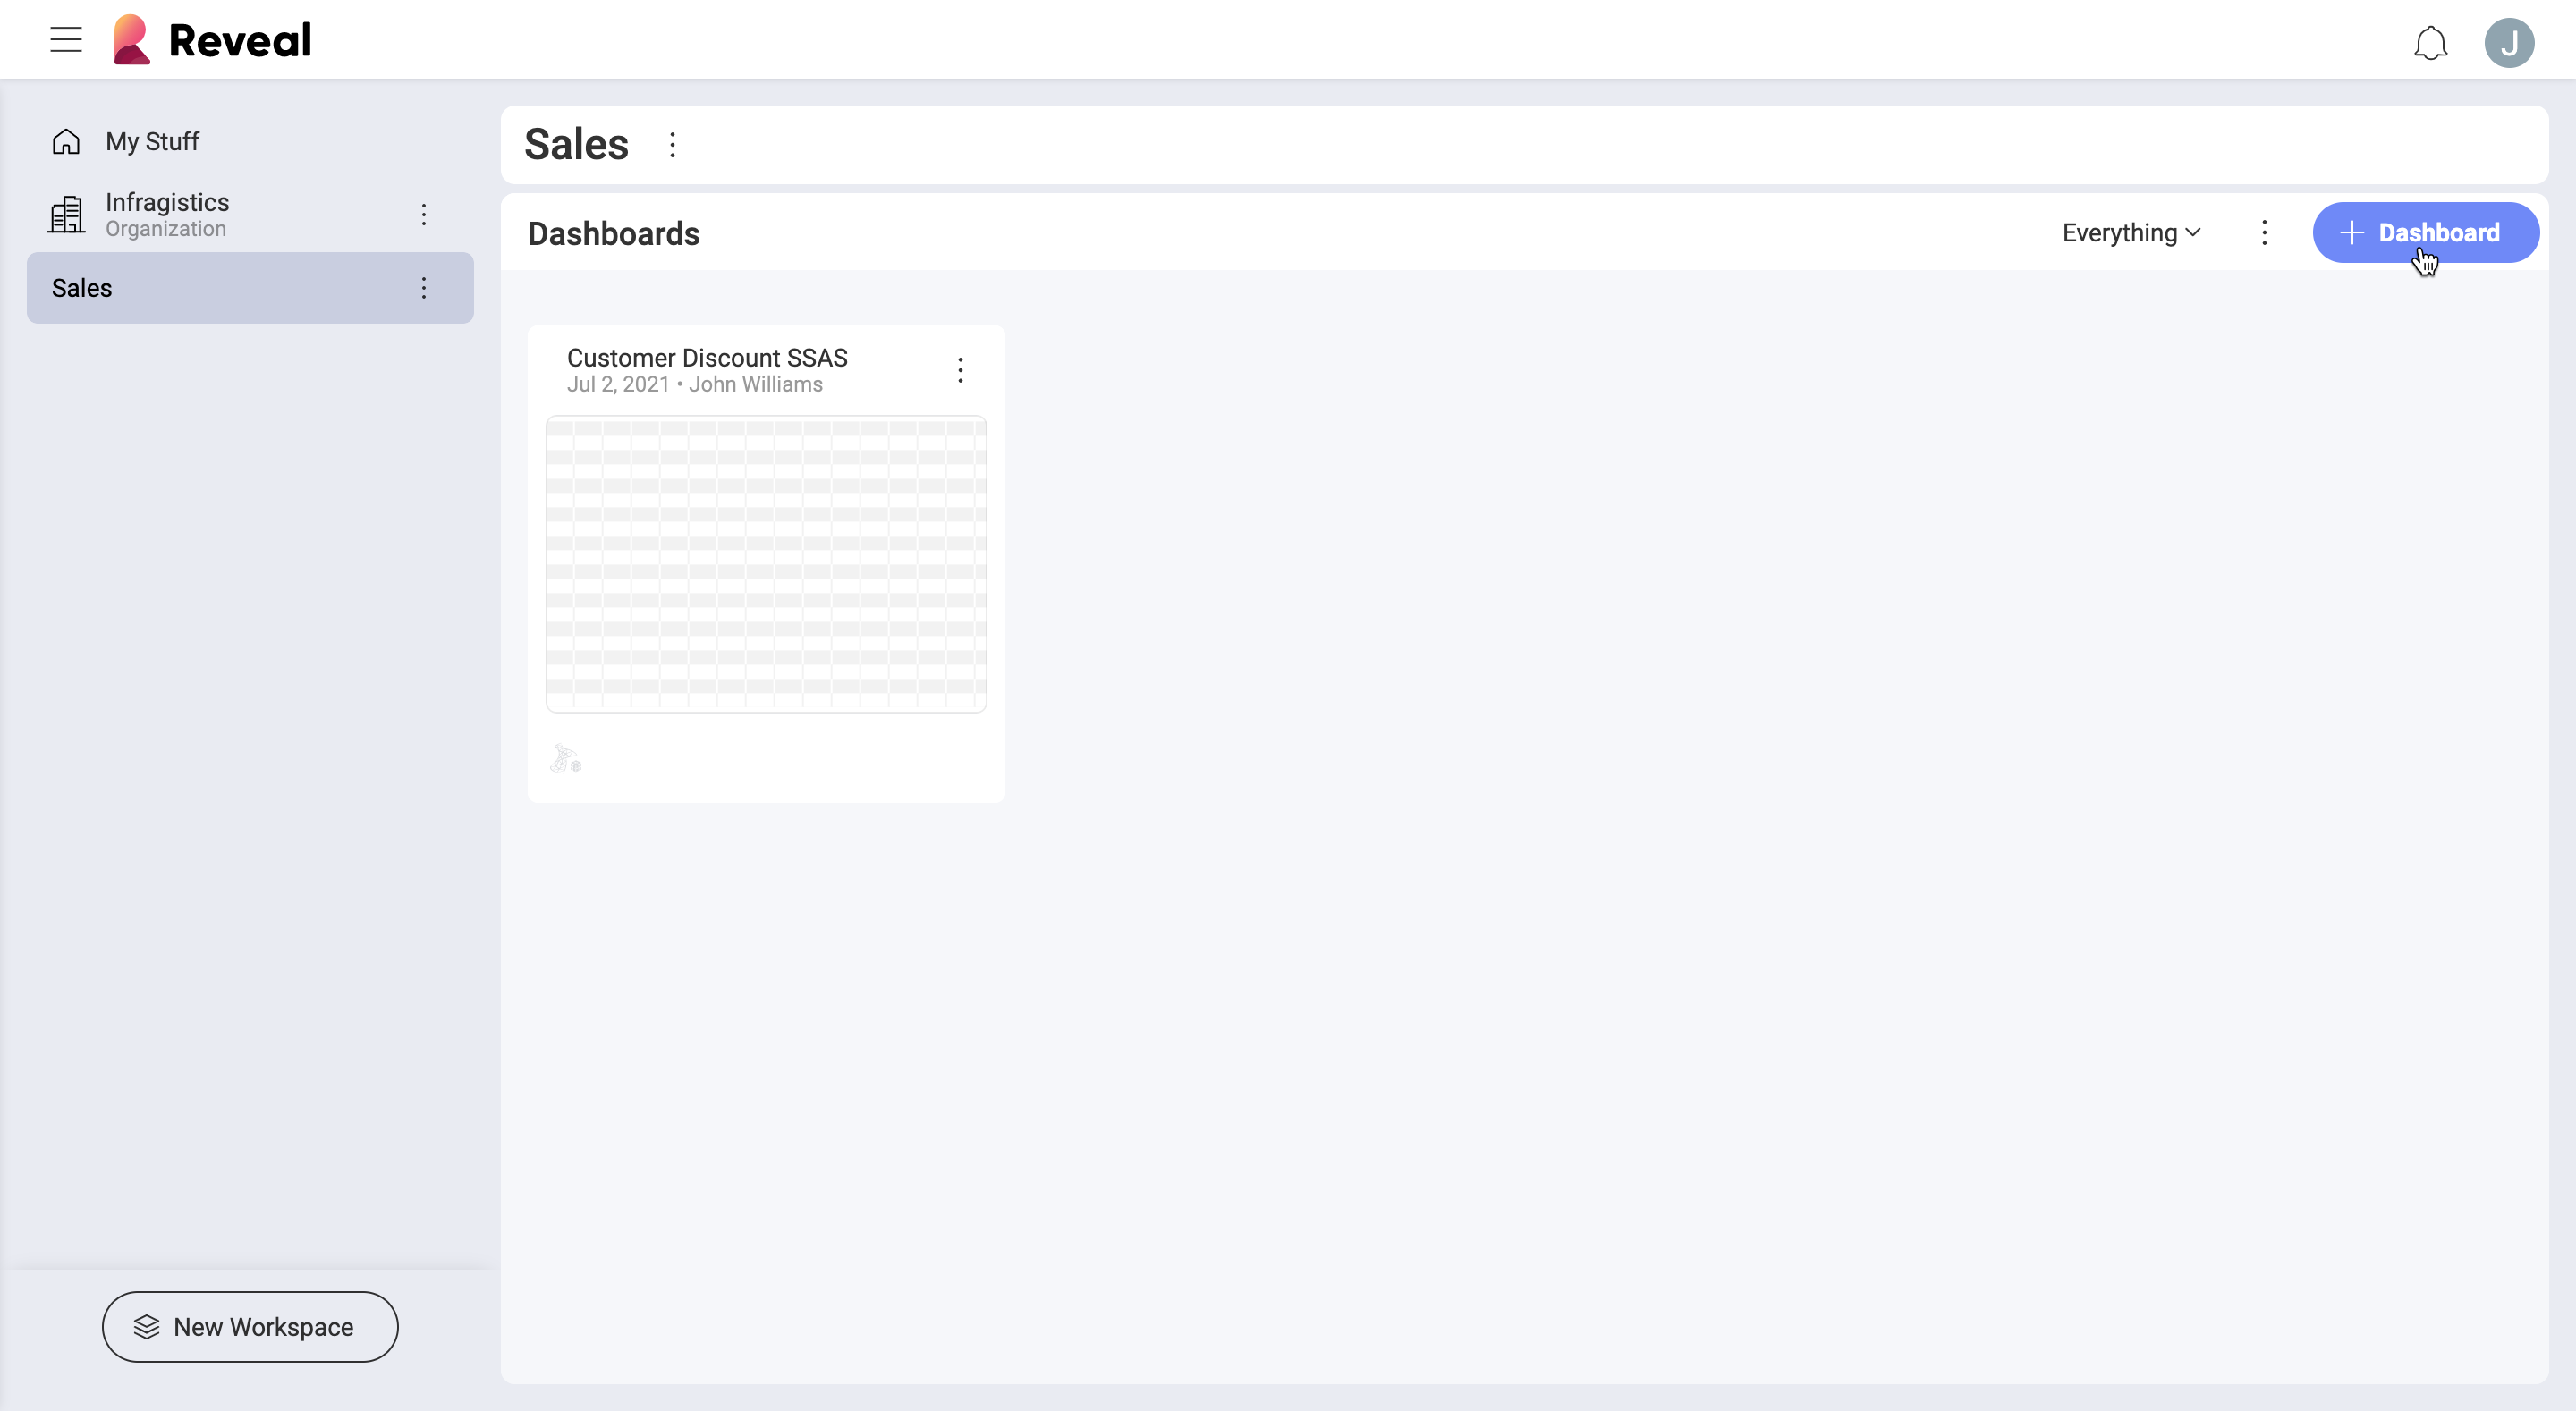 Reveal
J
My Stuff
Infragistics
Organization
Sales
Sales
Dashboards
Everything
Dashboard
Customer Discount SSAS
Jul 2, 2021 • John Williams
New Workspace